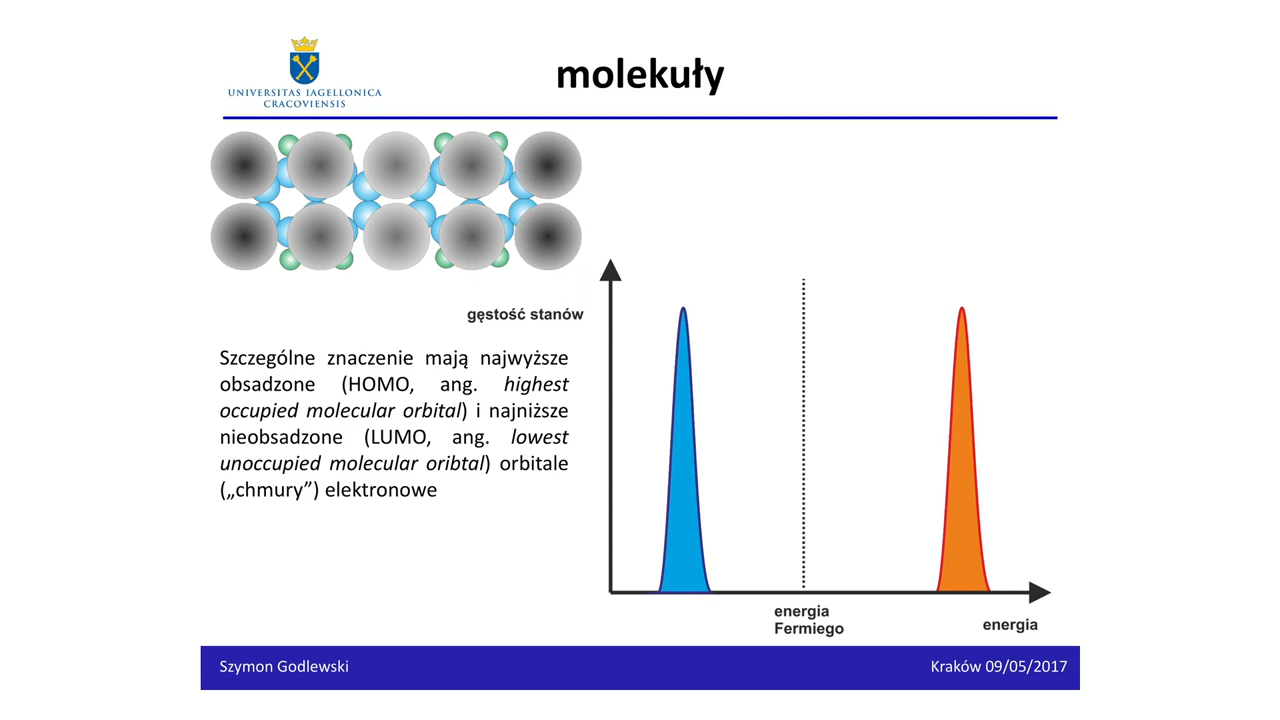 molekuły
UNIVERSITAS IAGELLONICA
CRACOVIENSIS
gęstość stanów
Szczególne znaczenie mają najwyższe
obsadzone (HOMO, ang. highest
occupied molecular orbital) i najniższe
nieobsadzone (LUMO, ang. lowest
unoccupied molecular oribtal) orbitale
(„chmury”) elektronowe
energia
Fermiego
energia
Szymon Godlewski
Kraków 09/05/2017